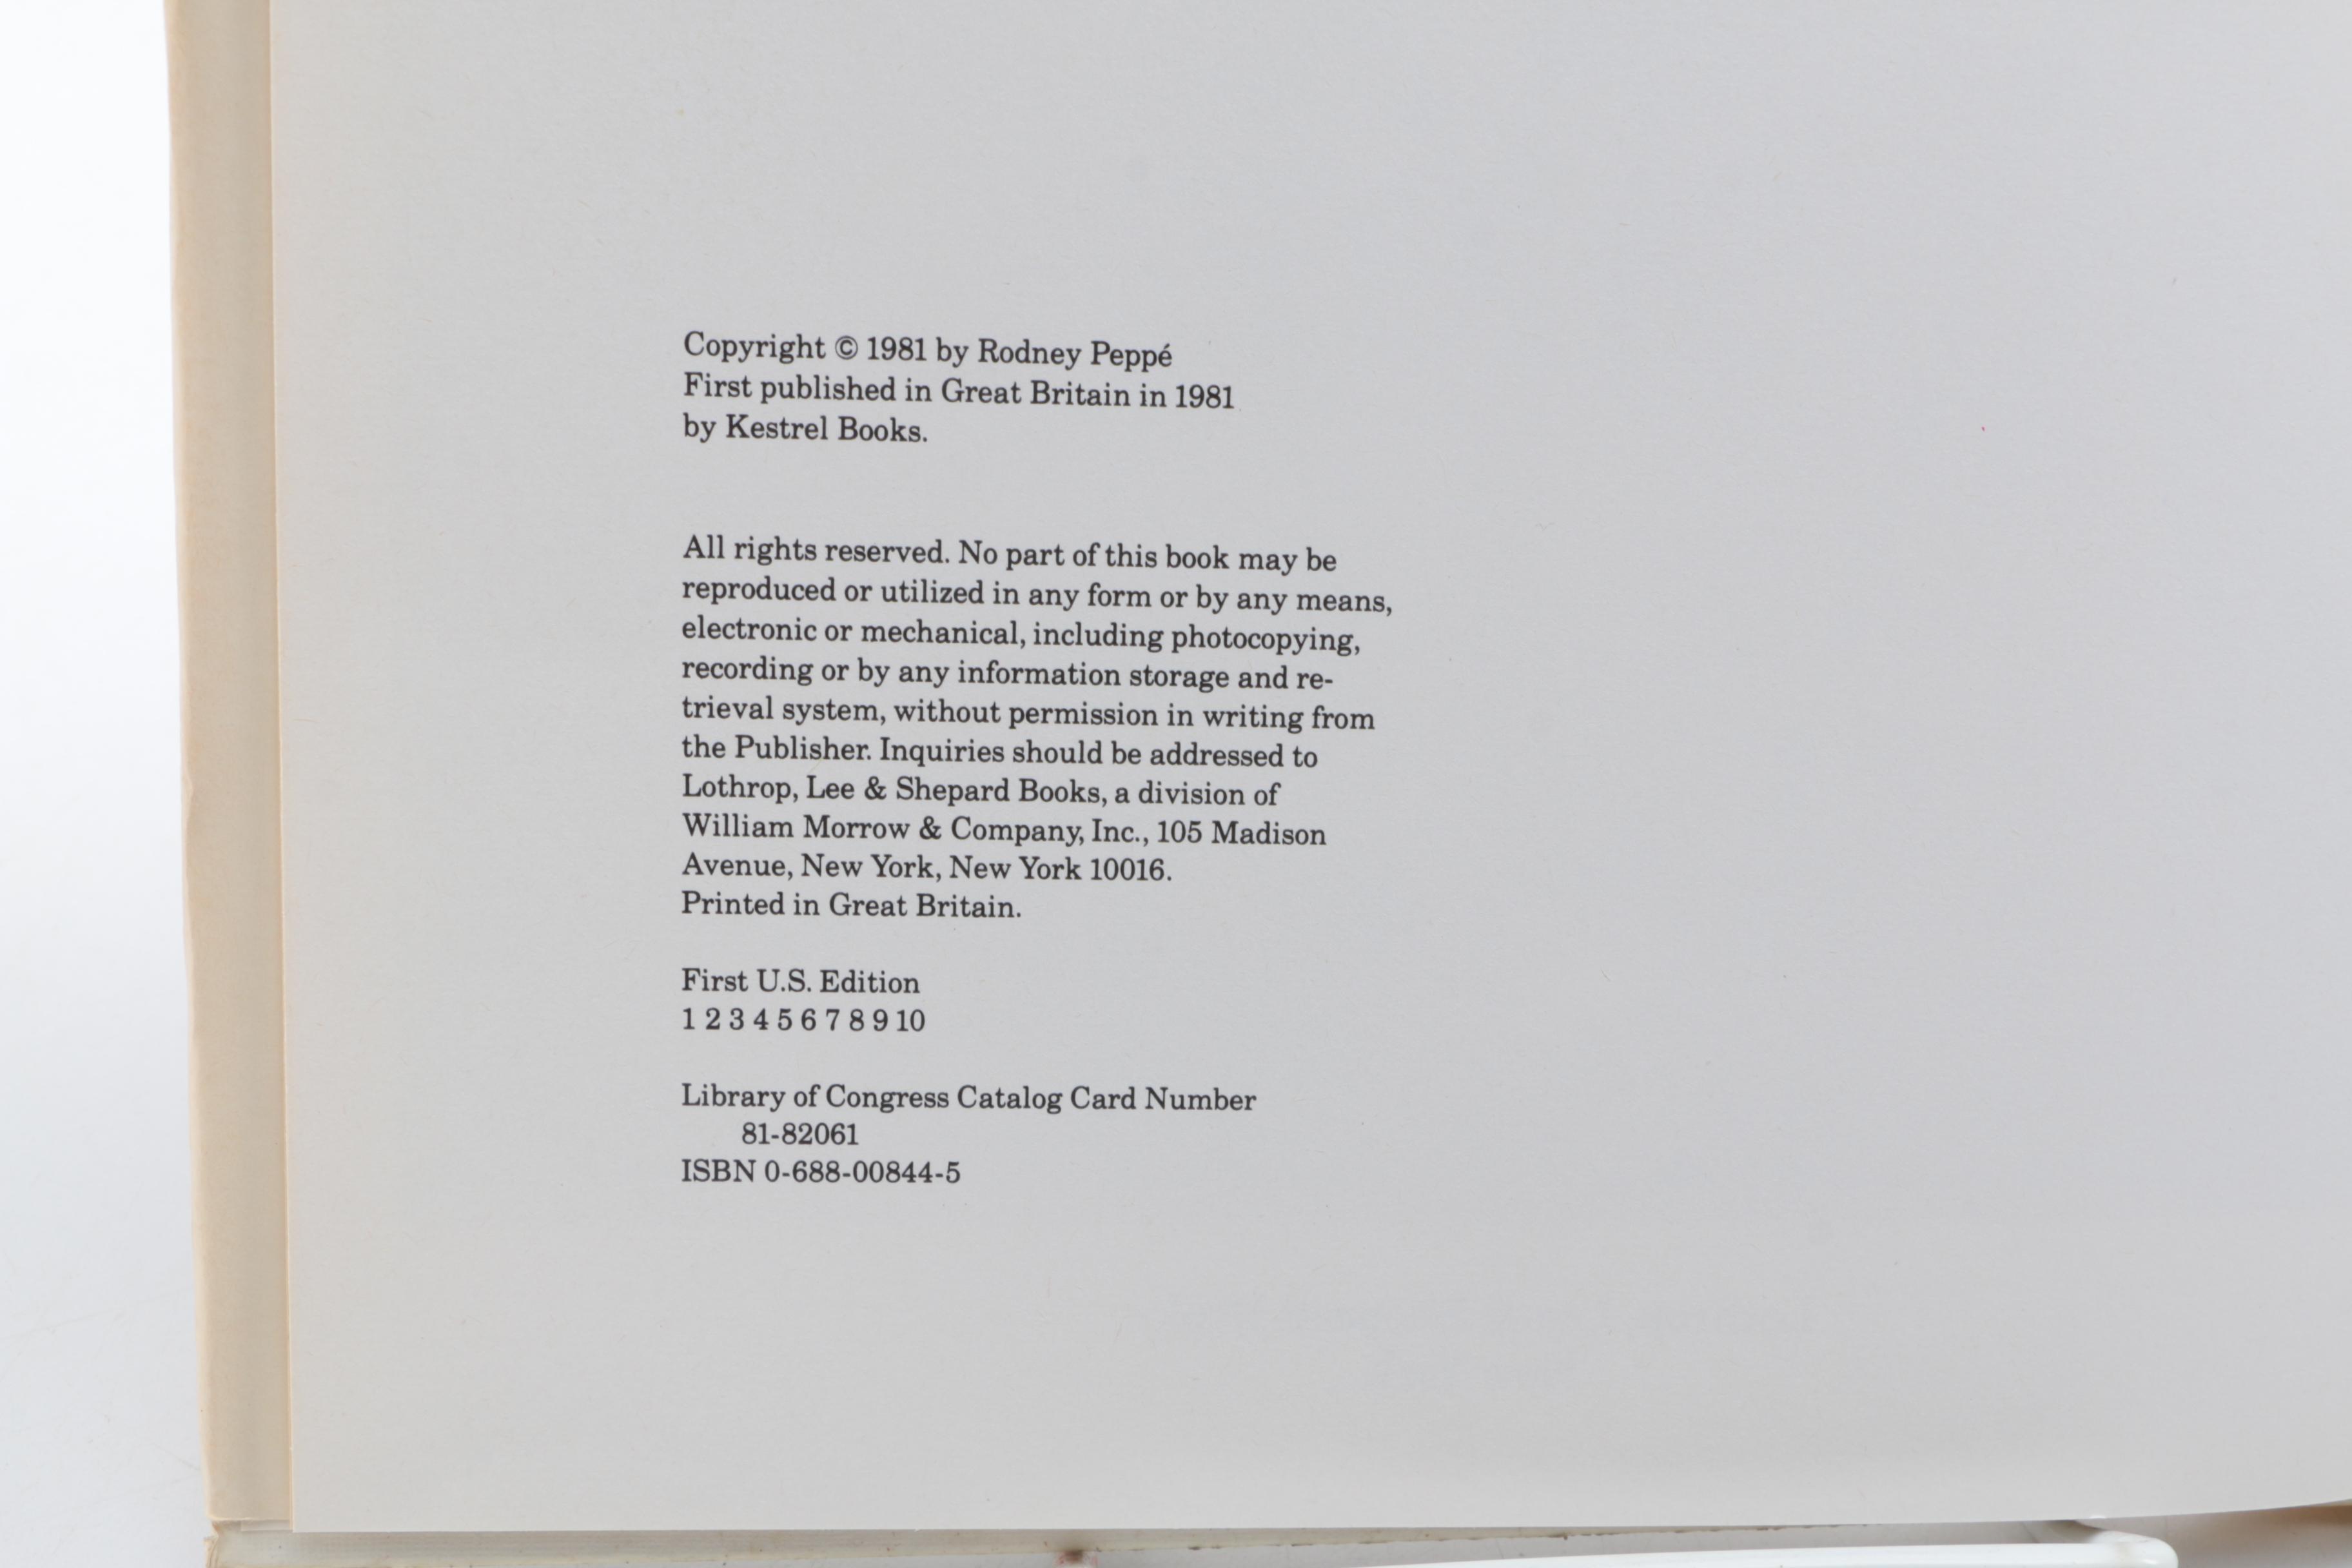 Copyright © 1981 by Rodney Peppé
First published in Great Britain in 1981
by Kestrel Books.
All rights reserved. No part of this book may be
reproduced or utilized in any form or by any means,
electronic or mechanical, including photocopying,
recording or by any information storage and re-
trieval system, without permission in writing from
the Publisher. Inquiries should be addressed to
Lothrop, Lee & Shepard Books, a division of
William Morrow & Company, Inc., 105 Madison
Avenue, New York, New York 10016.
Printed in Great Britain.
First U.S. Edition
1 2 3 4 5 6 7 8 9 10
Library of Congress Catalog Card Number
81-82061
ISBN 0-688-00844-5